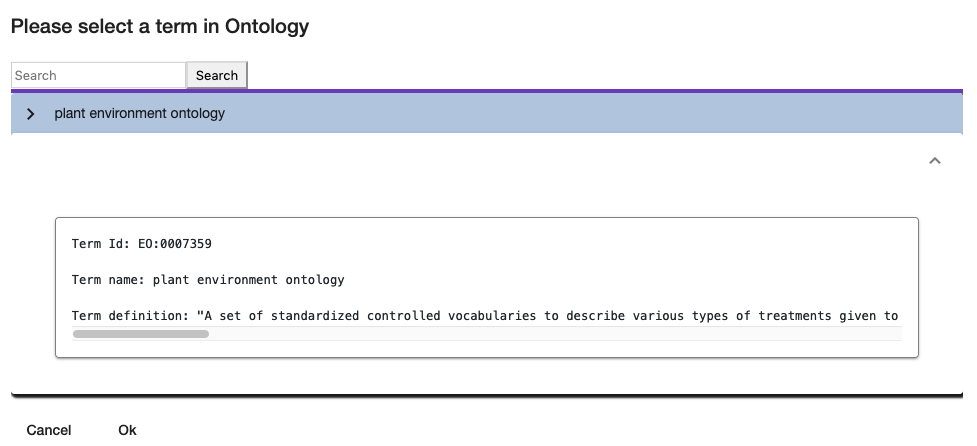 Please select a term in Ontology
Search Search
plant environment ontology
Term Id: EO:0007359
Term name: plant environment ontology
Term definition: "A set of standardized controlled vocabularies to describe various types of treatments given to
Cancel Ok